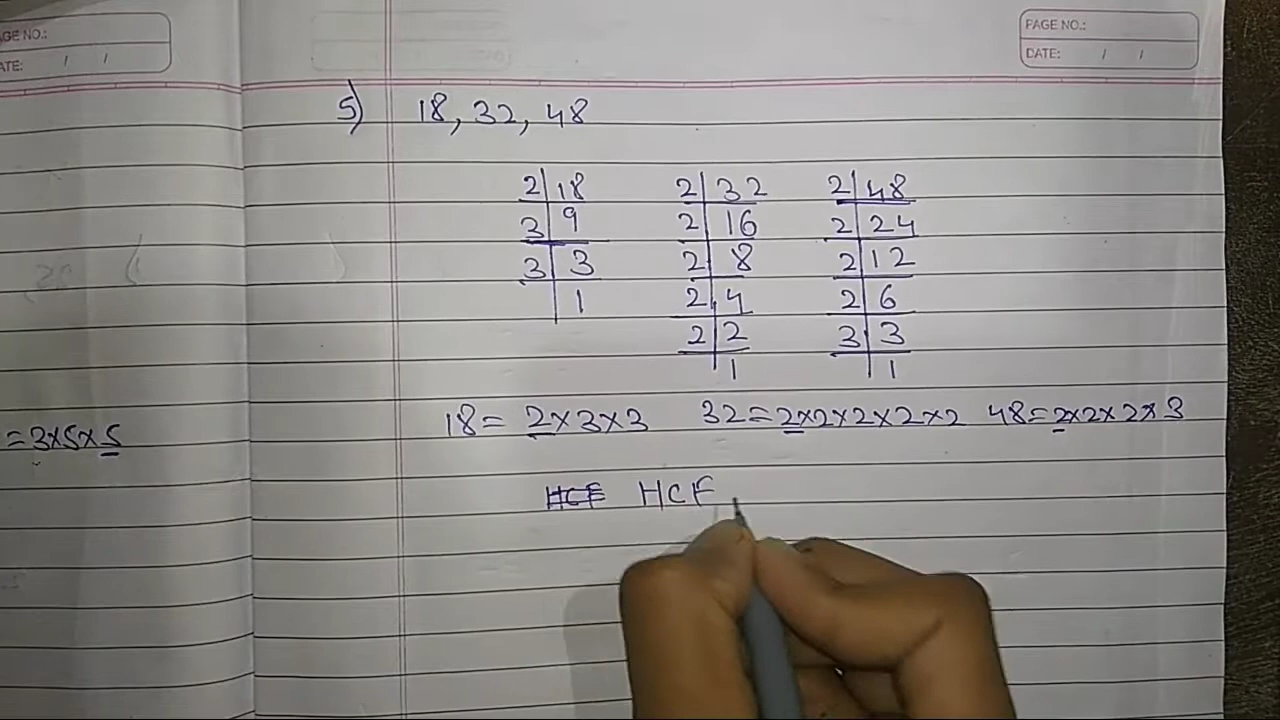 AGE NO.:
ATE: / /
PAGE NO.:
DATE: / /
5) 18, 32, 48
2 18 2 32 2 48
3 9 2 16 2 24
3 3 2 8 2 12
1 2 4 2 6
2 2 3 3
1 1
=3×5×5 18= 2×3×3 32=2×2×2×2×2 48=2×2×2×3
HCF HCF